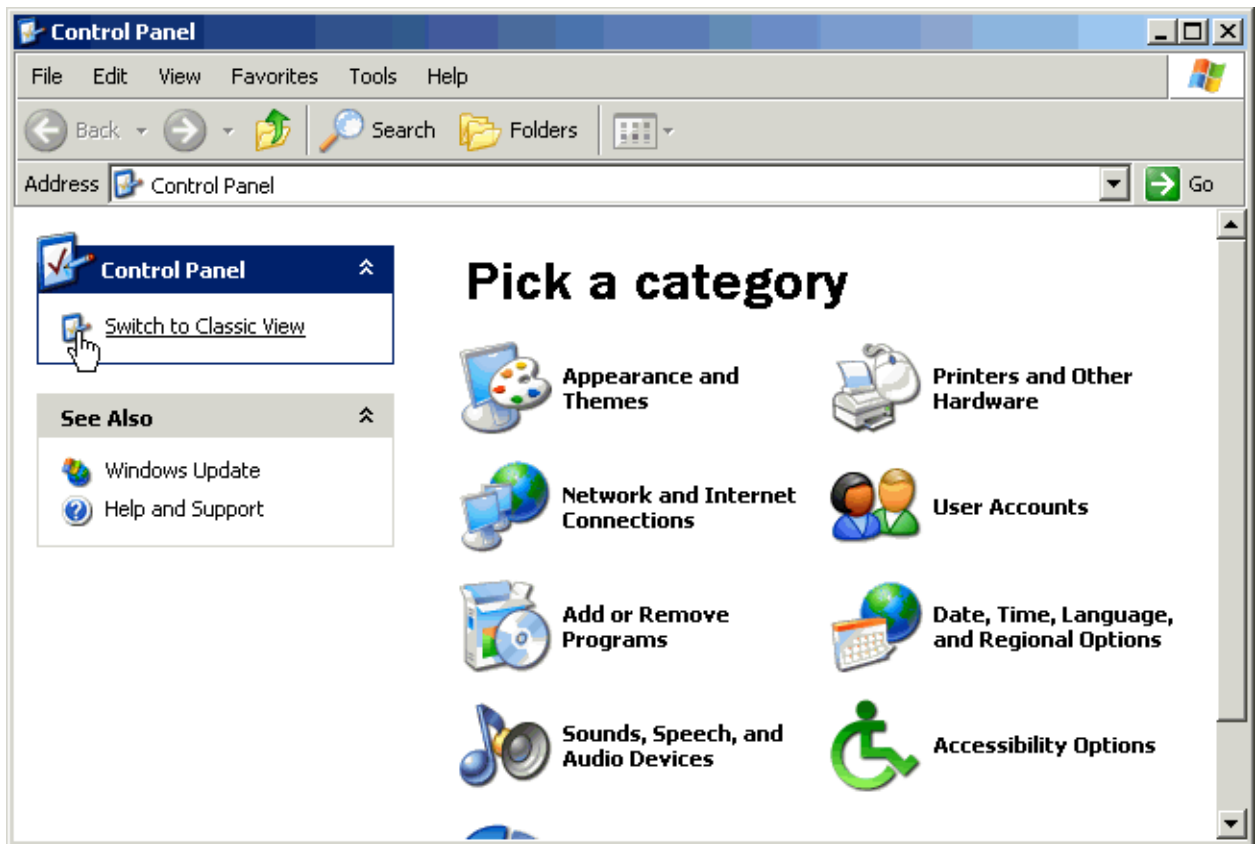 Control Panel
File Edit View Favorites Tools Help
Back Search Folders
Address Control Panel Go
Control Panel
Switch to Classic View
See Also
Windows Update
Help and Support
Pick a category
Appearance and
Themes
Printers and Other
Hardware
Network and Internet
Connections
User Accounts
Add or Remove
Programs
Date, Time, Language,
and Regional Options
Sounds, Speech, and
Audio Devices
Accessibility Options